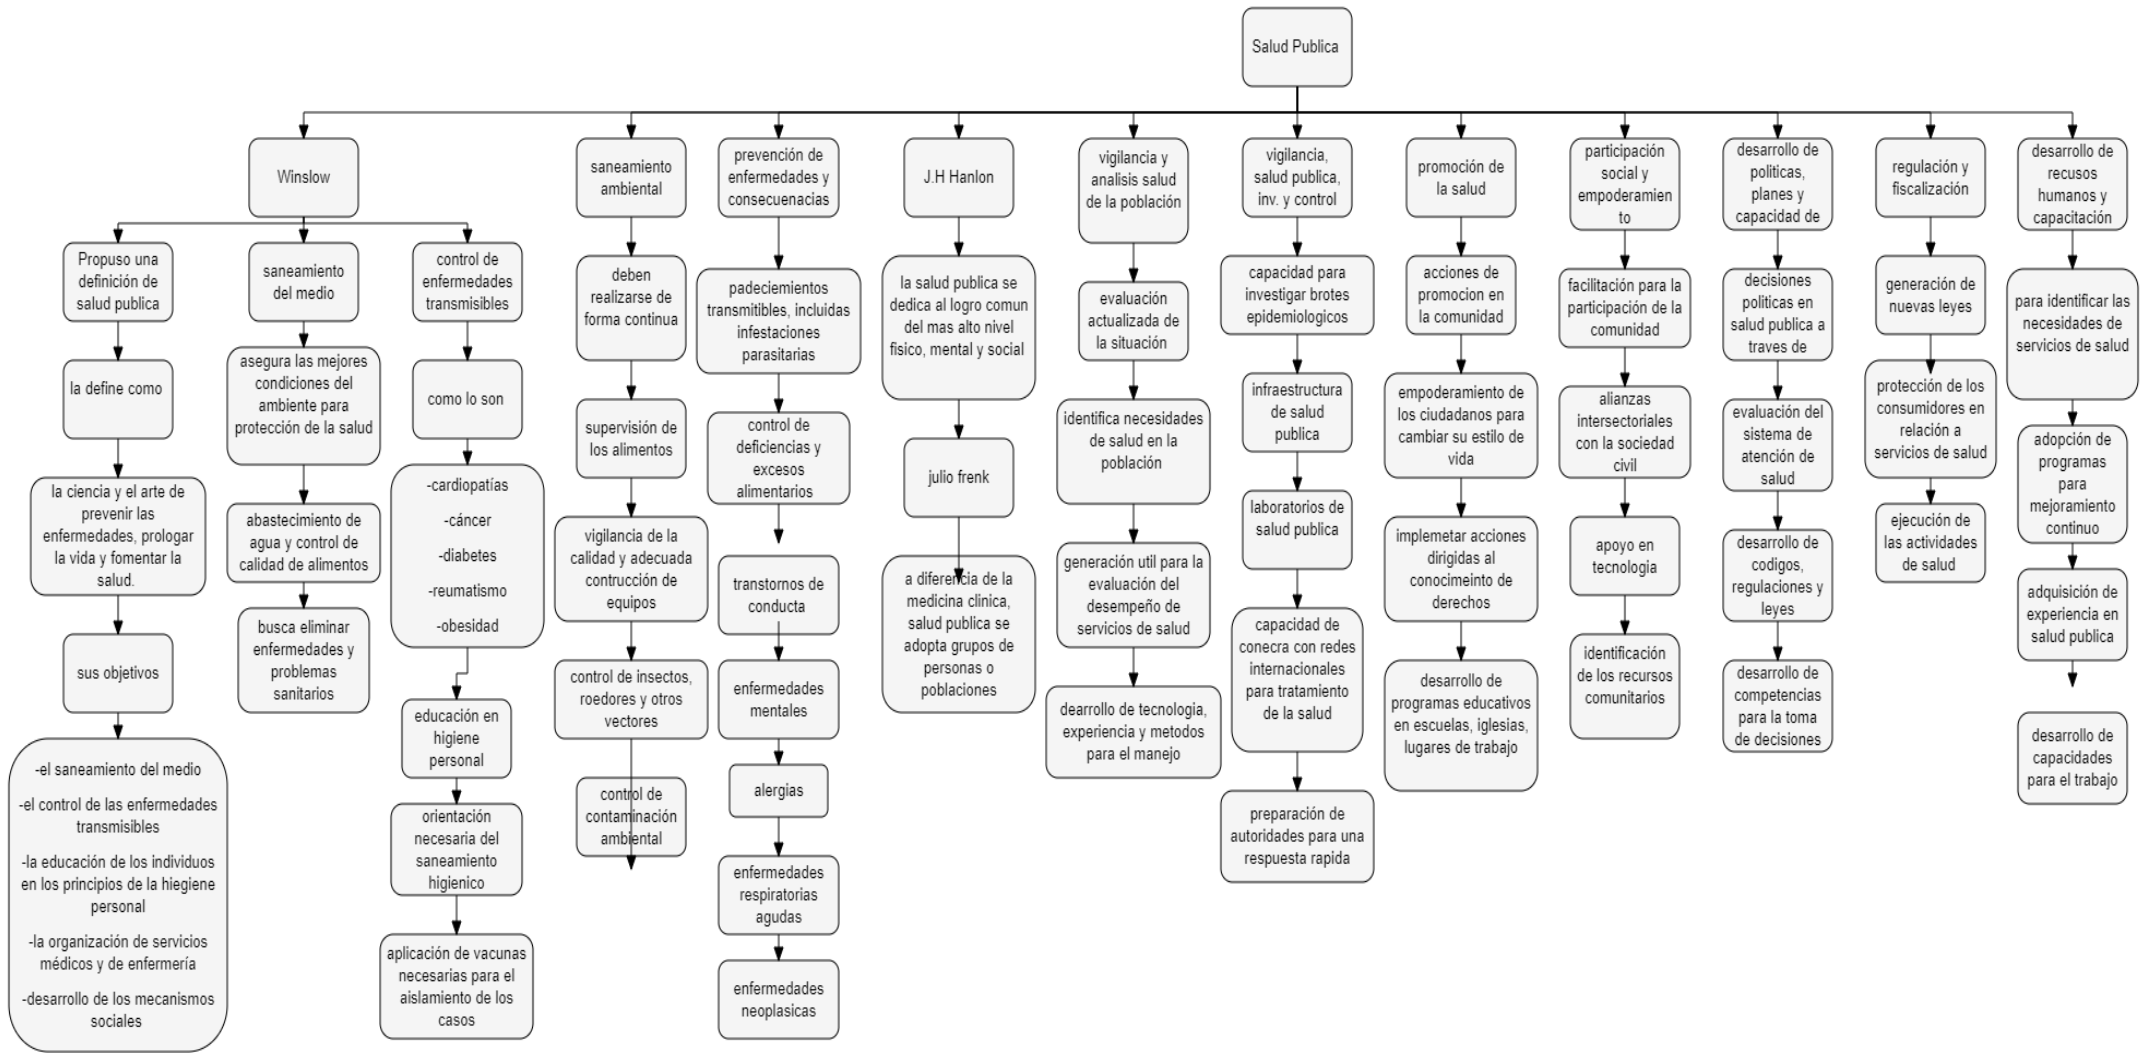 Salud Publica
Winslow
Propuso una
definición de
salud publica
la define como
la ciencia y el arte de
prevenir las
enfermedades, prologar
la vida y fomentar la
salud.
sus objetivos
-el saneamiento del medio
-el control de las enfermedades
transmisibles
-la educación de los individuos
en los principios de la hiegiene
personal
-la organización de servicios
médicos y de enfermería
-desarrollo de los mecanismos
sociales
saneamiento
del medio
asegura las mejores
condiciones del
ambiente para
protección de la salud
abastecimiento de
agua y control de
calidad de alimentos
busca eliminar
enfermedades y
problemas
sanitarios
control de
enfermedades
transmisibles
como lo son
-cardiopatías
-cáncer
-diabetes
-reumatismo
-obesidad
educación en
higiene
personal
orientación
necesaria del
saneamiento
higienico
aplicación de vacunas
necesarias para el
aislamiento de los
casos
saneamiento
ambiental
deben
realizarse de
forma continua
supervisión de
los alimentos
vigilancia de la
calidad y adecuada
contrucción de
equipos
control de insectos,
roedores y otros
vectores
control de
contaminación
ambiental
prevención de
enfermedades y
consecuenacias
padeciemientos
transmitibles, incluidas
infestaciones
parasitarias
control de
deficiencias y
excesos
alimentarios
transtornos de
conducta
enfermedades
mentales
alergias
enfermedades
respiratorias
agudas
enfermedades
neoplasicas
J.H Hanlon
la salud publica se
dedica al logro comun
del mas alto nivel
fisico, mental y social
julio frenk
a diferencia de la
medicina clinica,
salud publica se
adopta grupos de
personas o
poblaciones
vigilancia y
analisis salud
de la población
evaluación
actualizada de
la situación
identifica necesidades
de salud en la
población
generación util para la
evaluación del
desempeño de
servicios de salud
dearrollo de tecnologia,
experiencia y metodos
para el manejo
vigilancia,
salud publica,
inv. y control
capacidad para
investigar brotes
epidemiologicos
infraestructura
de salud
publica
laboratorios de
salud publica
capacidad de
conecra con redes
internacionales
para tratamiento
de la salud
preparación de
autoridades para una
respuesta rapida
promoción de
la salud
acciones de
promocion en
la comunidad
empoderamiento de
los ciudadanos para
cambiar su estilo de
vida
implemetar acciones
dirigidas al
conocimeinto de
derechos
desarrollo de
programas educativos
en escuelas, iglesias,
lugares de trabajo
participación
social y
empoderamien
to
facilitación para la
participación de la
comunidad
alianzas
intersectoriales
con la sociedad
civil
apoyo en
tecnologia
identificación
de los recursos
comunitarios
desarrollo de
politicas,
planes y
capacidad de
decisiones
politicas en
salud publica a
traves de
evaluación del
sistema de
atención de
salud
desarrollo de
codigos,
regulaciones y
leyes
desarrollo de
competencias
para la toma
de decisiones
regulación y
fiscalización
generación de
nuevas leyes
protección de los
consumidores en
relación a
servicios de salud
ejecución de
las actividades
de salud
desarrollo de
recusos
humanos y
capacitación
para identificar las
necesidades de
servicios de salud
adopción de
programas
para
mejoramiento
continuo
adquisición de
experiencia en
salud publica
desarrollo de
capacidades
para el trabajo